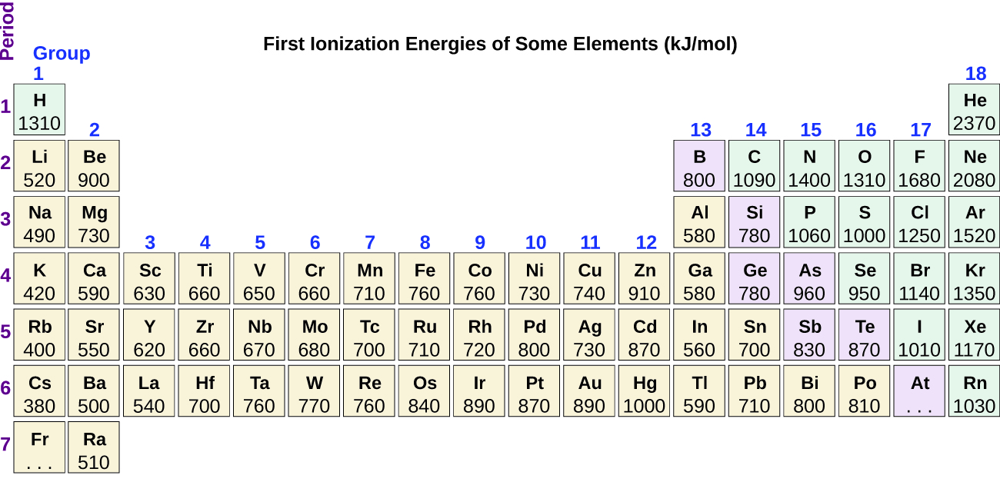 Period
First Ionization Energies of Some Elements (kJ/mol)
Group
1 18
1 H He
1310 2 13 14 15 16 17 2370
2 Li Be B C N O F Ne
520 900 800 1090 1400 1310 1680 2080
3 Na Mg Al Si P S Cl Ar
490 730 580 780 1060 1000 1250 1520
3 4 5 6 7 8 9 10 11 12
4 K Ca Sc Ti V Cr Mn Fe Co Ni Cu Zn Ga Ge As Se Br Kr
420 590 630 660 650 660 710 760 760 730 740 910 580 780 960 950 1140 1350
5 Rb Sr Y Zr Nb Mo Tc Ru Rh Pd Ag Cd In Sn Sb Te I Xe
400 550 620 660 670 680 700 710 720 800 730 870 560 700 830 870 1010 1170
6 Cs Ba La Hf Ta W Re Os Ir Pt Au Hg Tl Pb Bi Po At Rn
380 500 540 700 760 770 760 840 890 870 890 1000 590 710 800 810 . . . 1030
7 Fr Ra
. . . 510